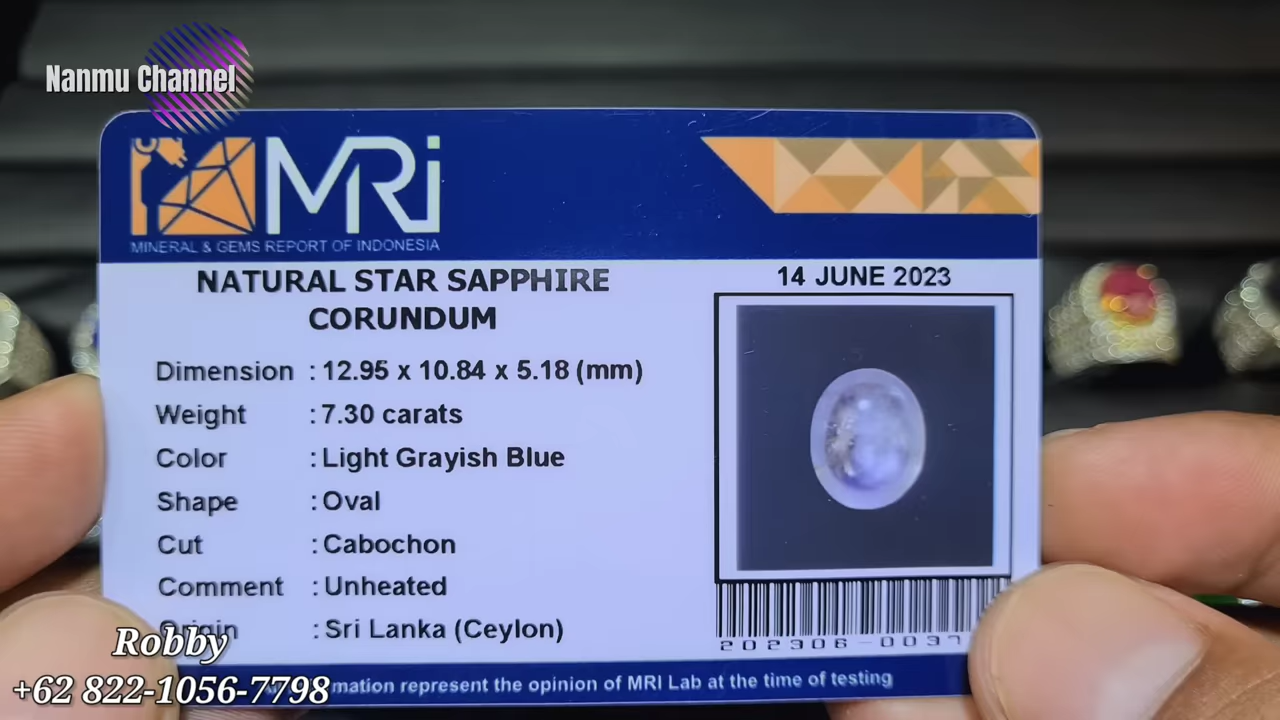 Nanmu Channel
MRi
MINERAL & GEMS REPORT OF INDONESIA
NATURAL STAR SAPPHIRE
CORUNDUM
Dimension : 12.95 x 10.84 x 5.18 (mm)
Weight : 7.30 carats
Color : Light Grayish Blue
Shape : Oval
Cut : Cabochon
Comment : Unheated
Origin : Sri Lanka (Ceylon)
14 JUNE 2023
202306-0037
Robby
+62 822-1056-7798
mation represent the opinion of MRI Lab at the time of testing